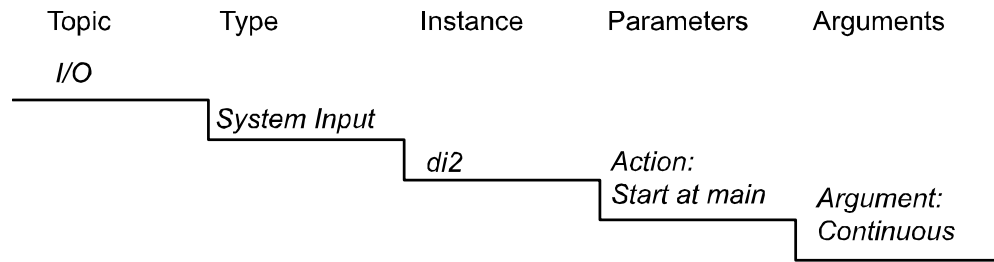 Topic Type Instance Parameters Arguments
I/O
System Input
di2
Action:
Start at main
Argument:
Continuous